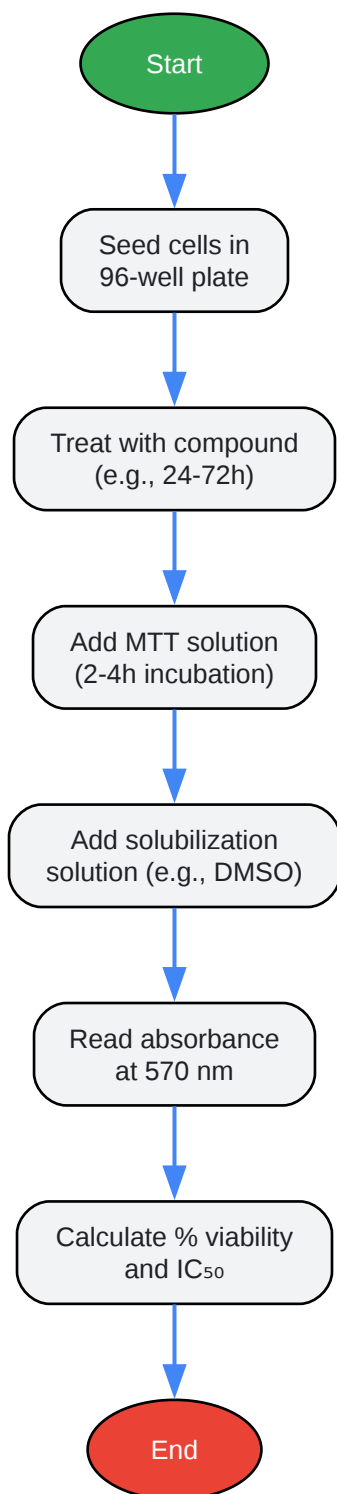 Start
Seed cells in
96-well plate
Treat with compound
(e.g., 24-72h)
Add MTT solution
(2-4h incubation)
Add solubilization
solution (e.g., DMSO)
Read absorbance
at 570 nm
Calculate % viability
and IC₅₀
End